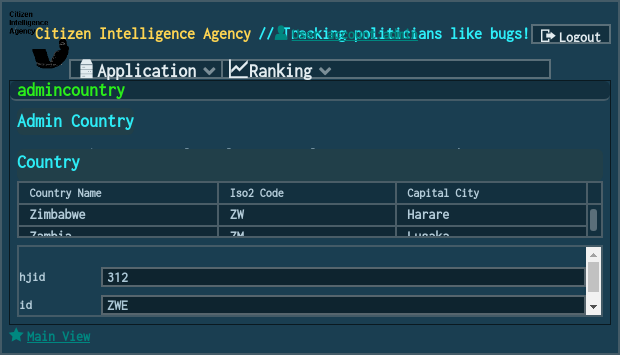 Citizen
Intelligence
Agency
Citizen Intelligence Agency // Tracking politicians like bugs!
Logout
Application
Ranking
admincountry
Admin Country
Country
Country Name Iso2 Code Capital City
Zimbabwe ZW Harare
Zambia ZM Lusaka
hjid 312
id ZWE
Main View